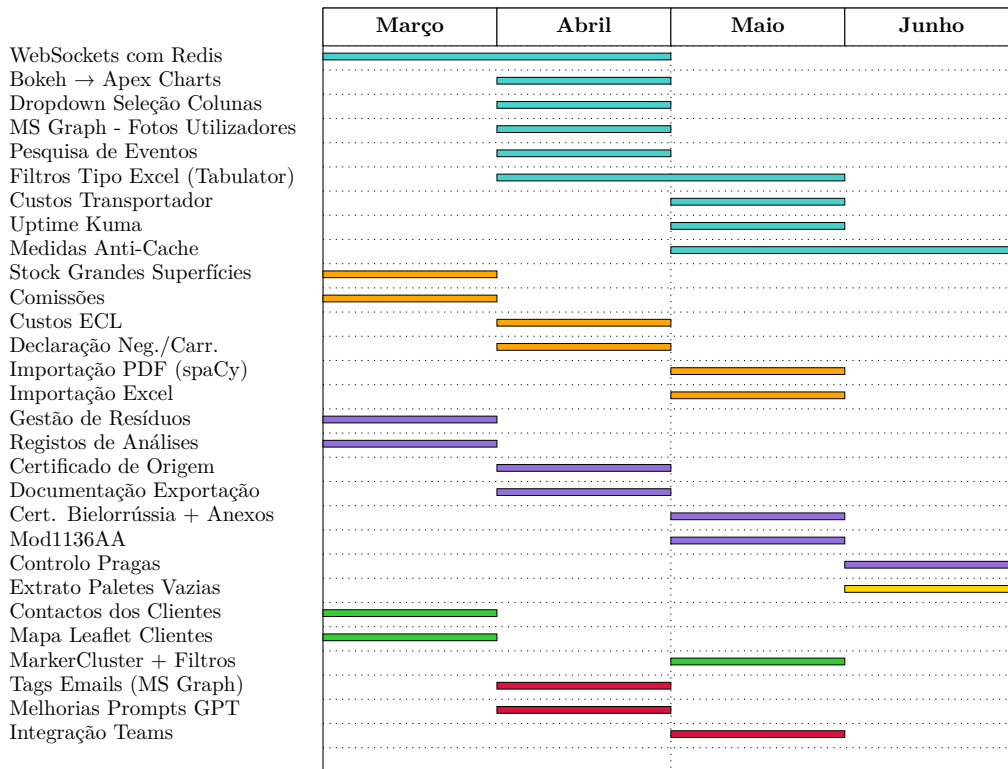 Março Abril Maio Junho
WebSockets com Redis
Bokeh → Apex Charts
Dropdown Seleção Colunas
MS Graph - Fotos Utilizadores
Pesquisa de Eventos
Filtros Tipo Excel (Tabulator)
Custos Transportador
Uptime Kuma
Medidas Anti-Cache
Stock Grandes Superfícies
Comissões
Custos ECL
Declaração Neg./Carr.
Importação PDF (spaCy)
Importação Excel
Gestão de Resíduos
Registos de Análises
Certificado de Origem
Documentação Exportação
Cert. Bielorrússia + Anexos
Mod1136AA
Controlo Pragas
Extrato Paletes Vazias
Contactos dos Clientes
Mapa Leaflet Clientes
MarkerCluster + Filtros
Tags Emails (MS Graph)
Melhorias Prompts GPT
Integração Teams